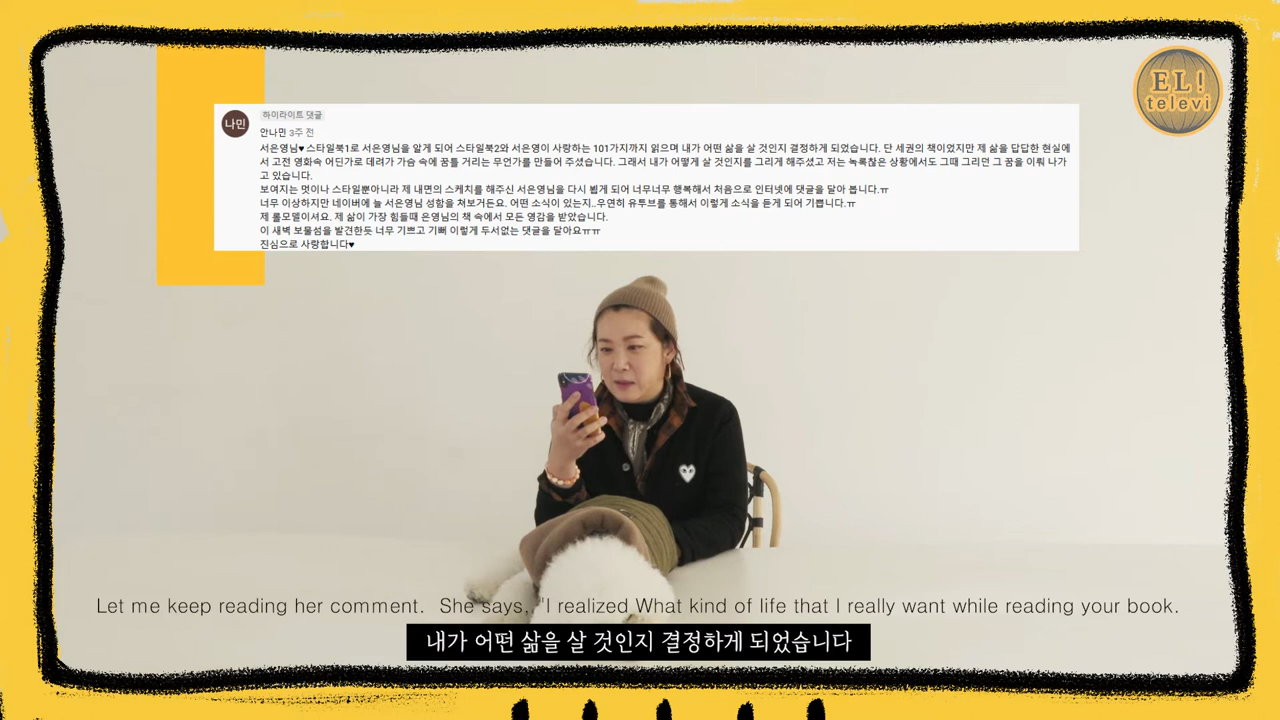 EL!
televi
나민
하이라이트 댓글
안나민 3주 전
서은영님♥ 스타일북1로 서은영님을 알게 되어 스타일북2와 서은영이 사랑하는 101가지까지 읽으며 내가 어떤 삶을 살 것인지 결정하게 되었습니다. 단 세권의 책이었지만 제 삶을 답답한 현실에
서 고전 영화속 어딘가로 데려가 가슴 속에 꿈틀 거리는 무언가를 만들어 주셨습니다. 그래서 내가 어떻게 살 것인지를 그리게 해주셨고 저는 녹록찮은 상황에서도 그때 그리던 그 꿈을 이뤄 나가
고 있습니다.
보여지는 멋이나 스타일뿐아니라 제 내면의 스케치를 해주신 서은영님을 다시 뵙게 되어 너무너무 행복해서 처음으로 인터넷에 댓글을 달아 봅니다.ㅠ
너무 이상하지만 네이버에 늘 서은영님 성함을 쳐보거든요. 어떤 소식이 있는지..우연히 유투브를 통해서 이렇게 소식을 듣게 되어 기쁩니다.ㅠ
제 롤모델이셔요. 제 삶이 가장 힘들때 은영님의 책 속에서 모든 영감을 받았습니다.
이 새벽 보물섬을 발견한듯 너무 기쁘고 기뻐 이렇게 두서없는 댓글을 달아요ㅠㅠ
진심으로 사랑합니다♥
Let me keep reading her comment. She says, "I realized What kind of life that I really want while reading your book.
내가 어떤 삶을 살 것인지 결정하게 되었습니다